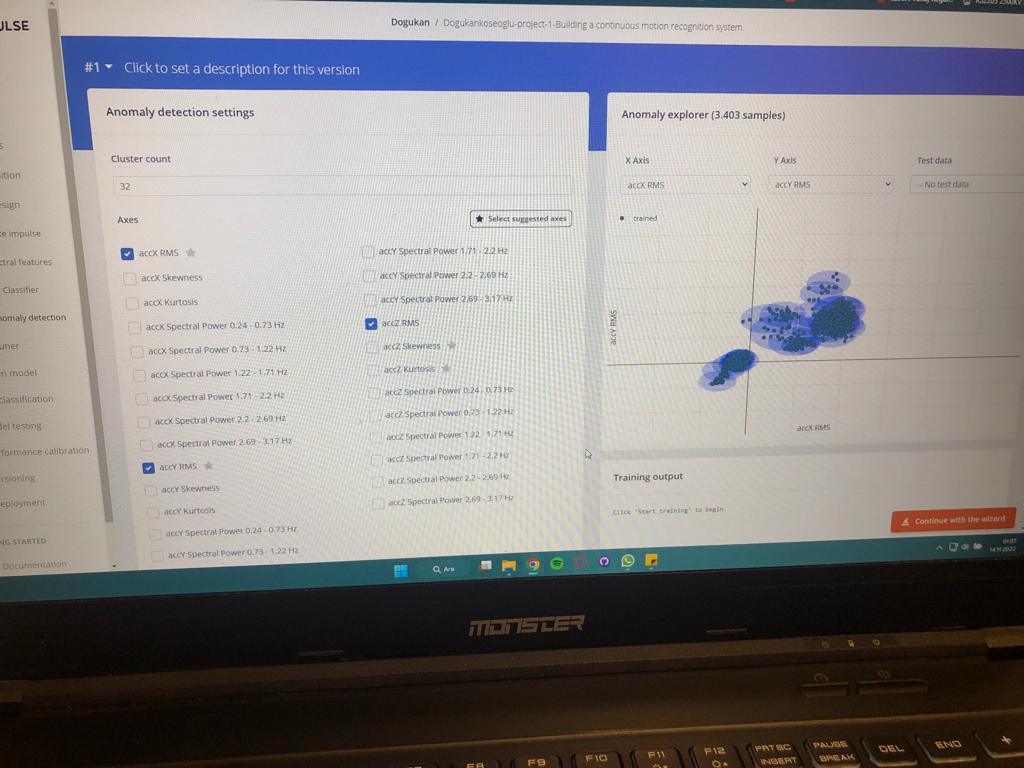 ULSE
Dogukan / Dogukankoseoglu-project-1-Building a continuous motion recognition system
#1 Click to set a description for this version
Anomaly detection settings
Cluster count
32
Axes
Select suggested axes
accX RMS
accX Skewness
accX Kurtosis
accX Spectral Power 0.24 - 0.73 Hz
accX Spectral Power 0.73 - 1.22 Hz
accX Spectral Power 1.22 - 1.71 Hz
accX Spectral Power 1.71 - 2.2 Hz
accX Spectral Power 2.2 - 2.69 Hz
accX Spectral Power 2.69 - 3.17 Hz
accY RMS
accY Skewness
accY Kurtosis
accY Spectral Power 0.24 - 0.73 Hz
accY Spectral Power 0.73 - 1.22 Hz
accY Spectral Power 1.71 - 2.2 Hz
accY Spectral Power 2.2 - 2.69 Hz
accY Spectral Power 2.69 - 3.17 Hz
accZ RMS
accZ Skewness
accZ Kurtosis
accZ Spectral Power 0.24 - 0.73 Hz
accZ Spectral Power 0.73 - 1.22 Hz
accZ Spectral Power 1.22 - 1.71 Hz
accZ Spectral Power 1.71 - 2.2 Hz
accZ Spectral Power 2.2 - 2.69 Hz
accZ Spectral Power 2.69 - 3.17 Hz
Anomaly explorer (3.403 samples)
X Axis
Y Axis
Test data
accX RMS
accY RMS
-- No test data
trained
accY RMS
accX RMS
Training output
Click 'Start training' to begin
Continue with the wizard
s
ition
esign
te impulse
ctral features
Classifier
nomaly detection
uner
n model
classification
del testing
formance calibration
rsioning
eployment
NG STARTED
Documentation
Ara
01:07
14.11.2022
MONSTER
F8
F9
F10
F11
F12
PRTSC
INSERT
PAUSE
BREAK
DEL
END
+